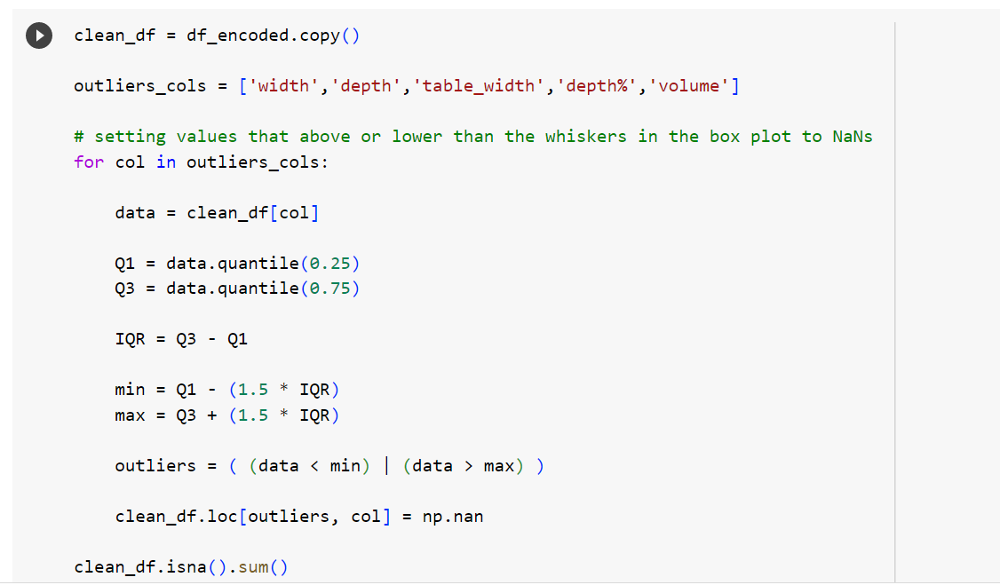 clean_df = df_encoded.copy()
outliers_cols = ['width','depth','table_width','depth%','volume']
# setting values that above or lower than the whiskers in the box plot to NaNs
for col in outliers_cols:
    data = clean_df[col]
    Q1 = data.quantile(0.25)
    Q3 = data.quantile(0.75)
    IQR = Q3 - Q1
    min = Q1 - (1.5 * IQR)
    max = Q3 + (1.5 * IQR)
    outliers = ( (data < min) | (data > max) )
    clean_df.loc[outliers, col] = np.nan
clean_df.isna().sum()